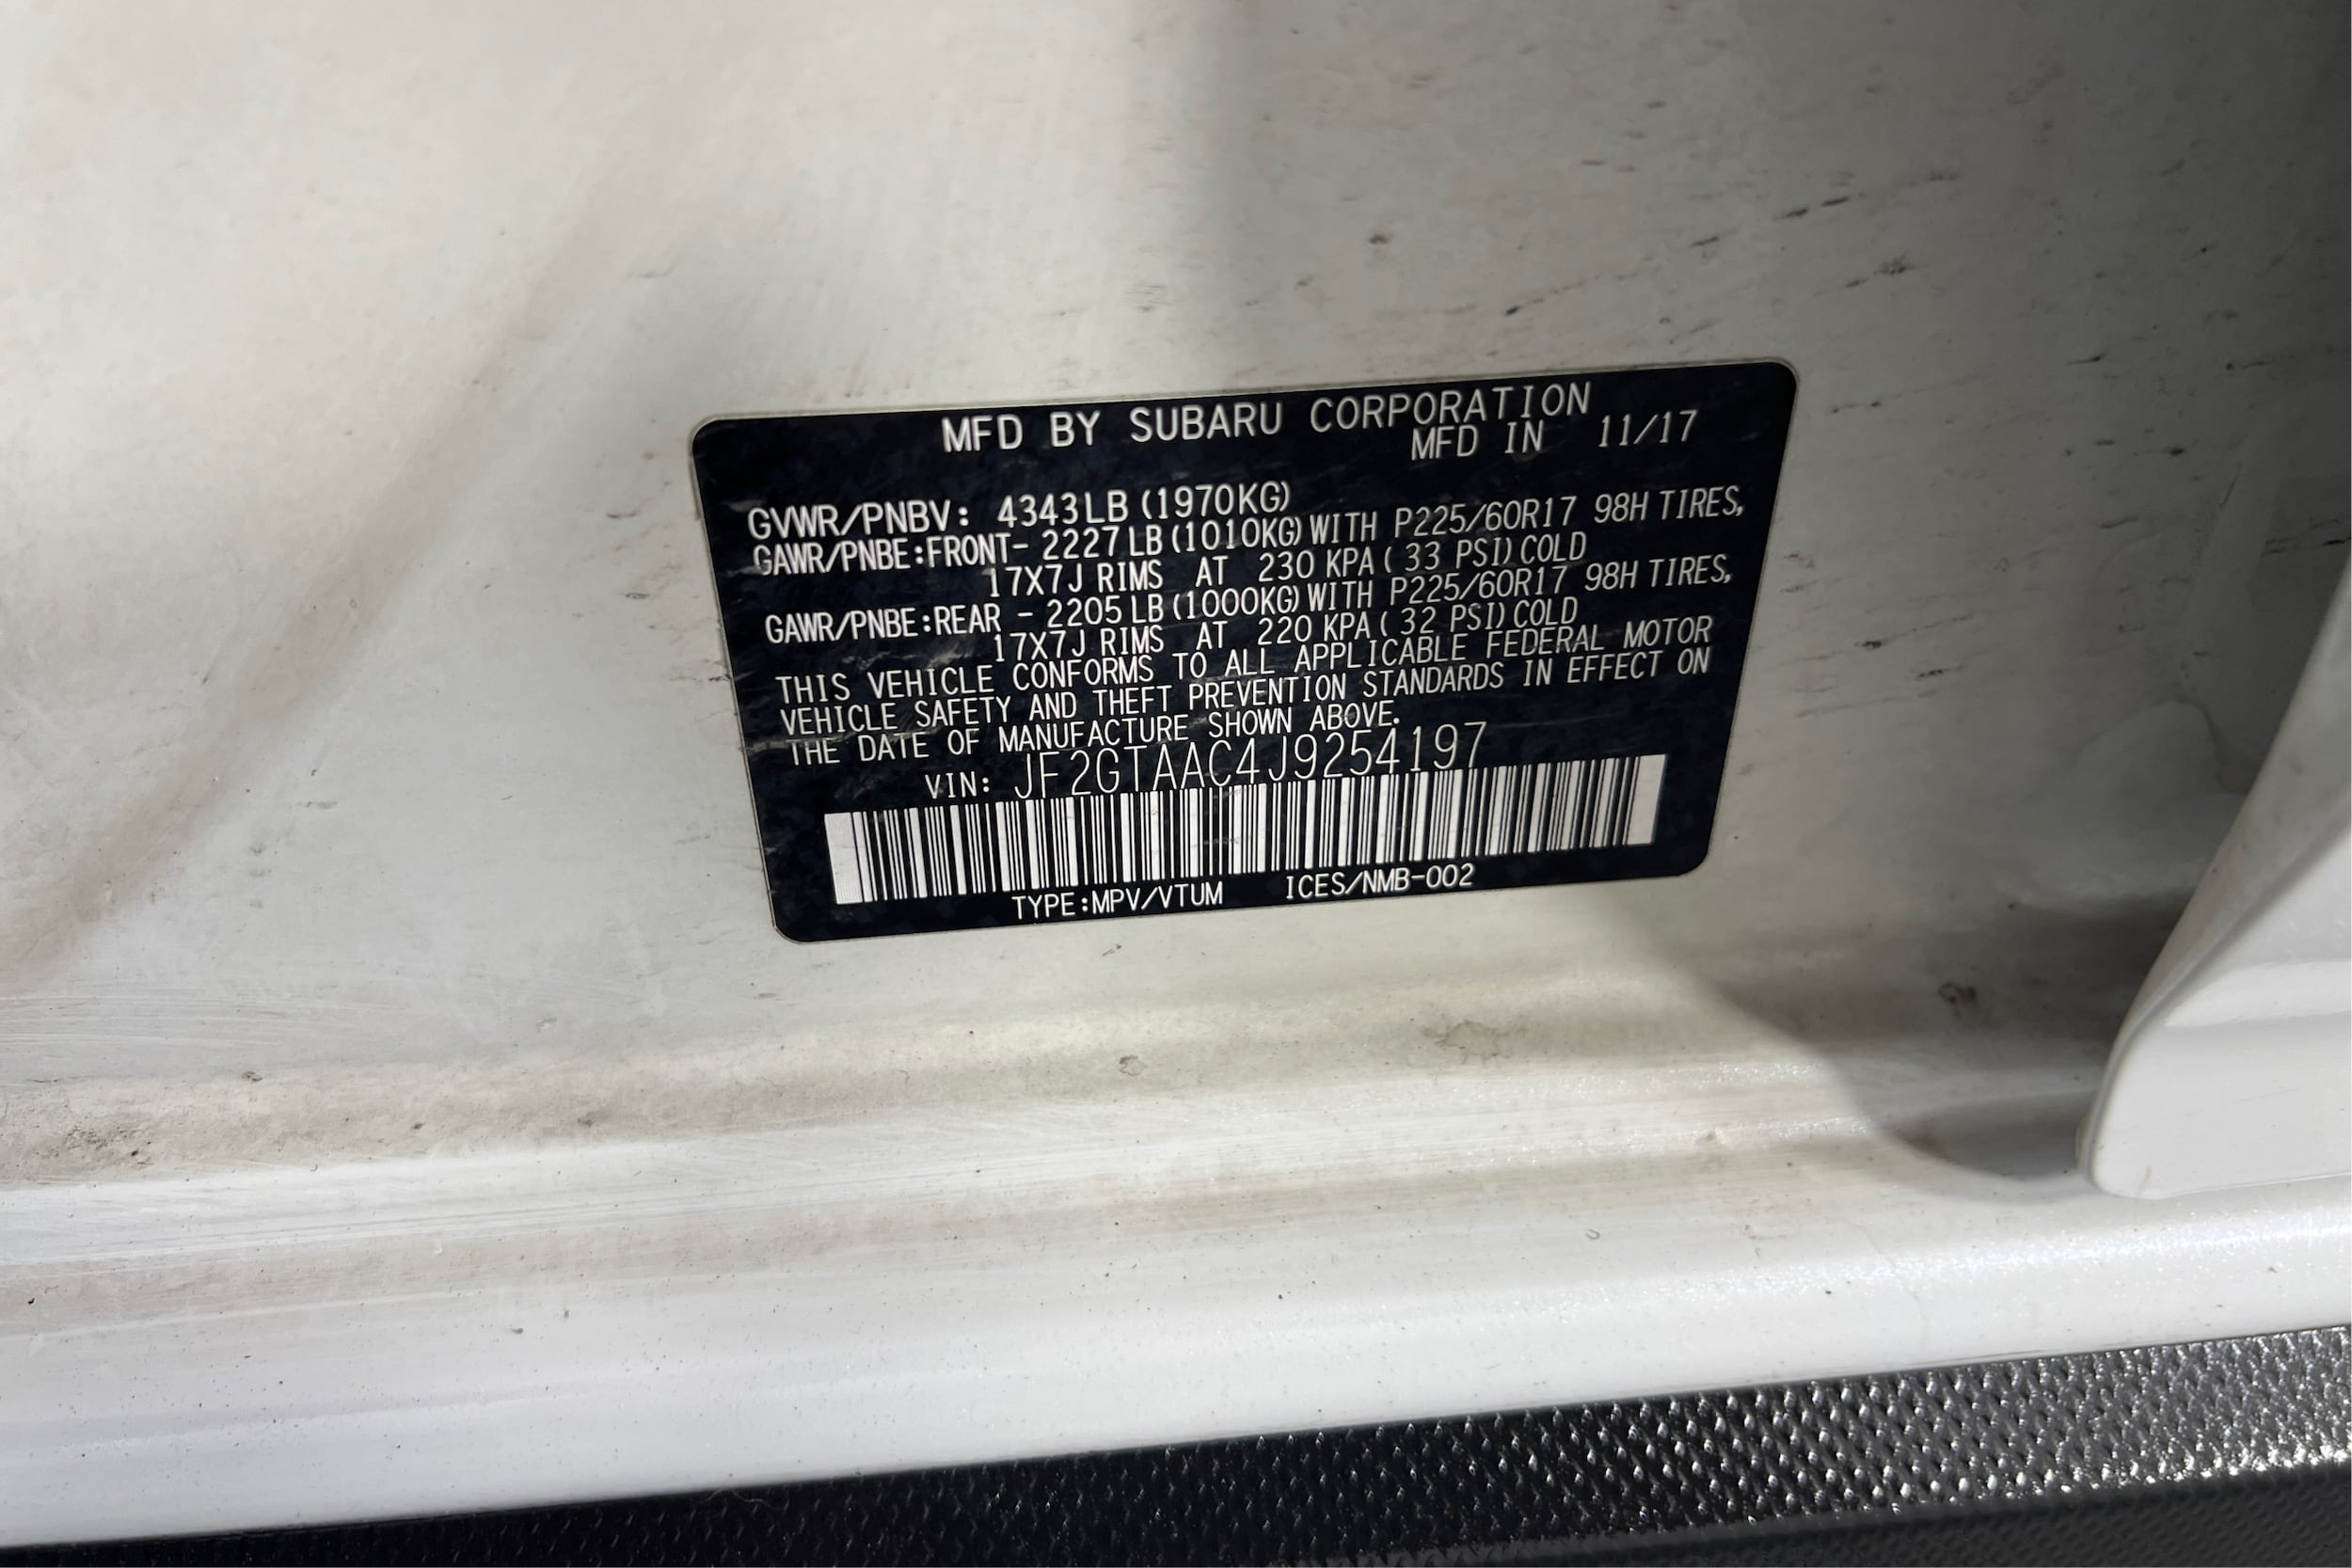 MFD BY SUBARU CORPORATION
MFD IN 11/17
GVWR/PNBV: 4343LB (1970KG)
GAWR/PNBE:FRONT- 2227LB (1010KG) WITH P225/60R17 98H TIRES,
17X7J RIMS AT 230 KPA ( 33 PSI) COLD
GAWR/PNBE:REAR - 2205LB (1000KG) WITH P225/60R17 98H TIRES,
17X7J RIMS AT 220 KPA ( 32 PSI) COLD
THIS VEHICLE CONFORMS TO ALL APPLICABLE FEDERAL MOTOR
VEHICLE SAFETY AND THEFT PREVENTION STANDARDS IN EFFECT ON
THE DATE OF MANUFACTURE SHOWN ABOVE.
VIN: JF2GTAAC4J9254197
TYPE:MPV/VTUM ICES/NMB-002